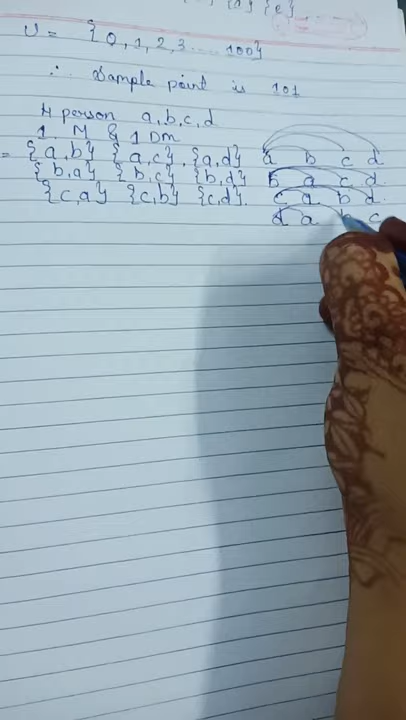 {a} {e}
U = {0, 1, 2, 3 .... 100}
∴ Sample point is 101
4 person a, b, c, d
1 M & 1 DM
= {a, b} {a, c}, {a, d} a b c d
{b, a} {b, c} {b, d} b a c d.
{c, a} {c, b} {c, d}. c a b d.
d a b c